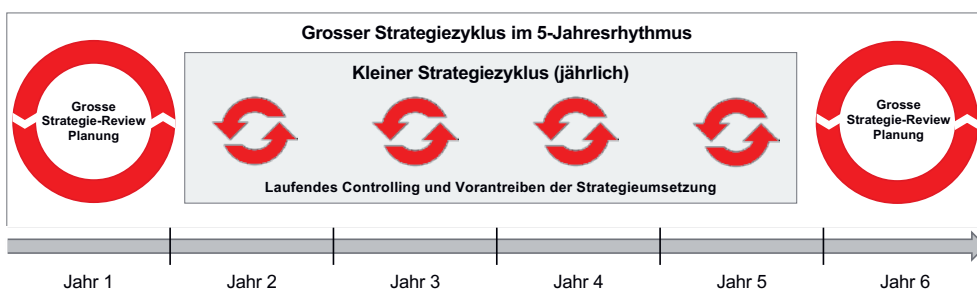 Grosser Strategiezyklus im 5-Jahresrhythmus
Kleiner Strategiezyklus (jährlich)
Grosse
Strategie-Review
Planung
Grosse
Strategie-Review
Planung
Laufendes Controlling und Vorantreiben der Strategieumsetzung
Jahr 1
Jahr 2
Jahr 3
Jahr 4
Jahr 5
Jahr 6